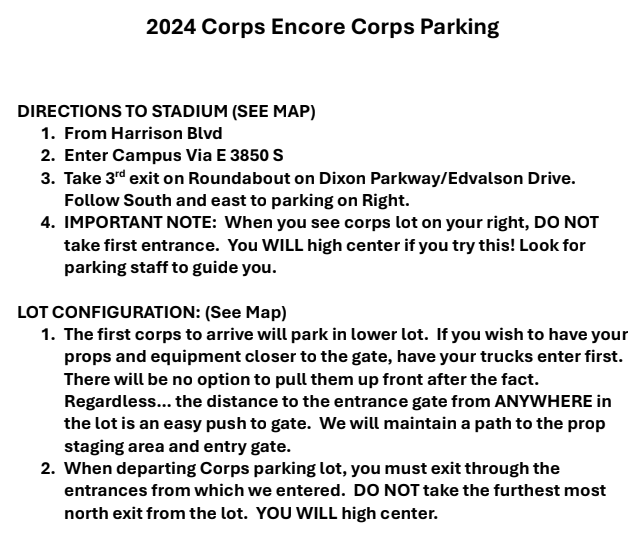 2024 Corps Encore Corps Parking
DIRECTIONS TO STADIUM (SEE MAP)
1. From Harrison Blvd
2. Enter Campus Via E 3850 S
3. Take 3rd exit on Roundabout on Dixon Parkway/Edvalson Drive.
Follow South and east to parking on Right.
4. IMPORTANT NOTE: When you see corps lot on your right, DO NOT
take first entrance. You WILL high center if you try this! Look for
parking staff to guide you.
LOT CONFIGURATION: (See Map)
1. The first corps to arrive will park in lower lot. If you wish to have your
props and equipment closer to the gate, have your trucks enter first.
There will be no option to pull them up front after the fact.
Regardless... the distance to the entrance gate from ANYWHERE in
the lot is an easy push to gate. We will maintain a path to the prop
staging area and entry gate.
2. When departing Corps parking lot, you must exit through the
entrances from which we entered. DO NOT take the furthest most
north exit from the lot. YOU WILL high center.